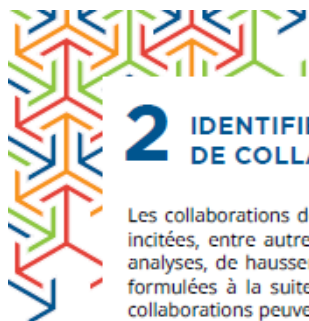 2 IDENTIFI
DE COLLA
Les collaborations d
incitées, entre autre
analyses, de hausse
formulées à la suite
collaborations peuve